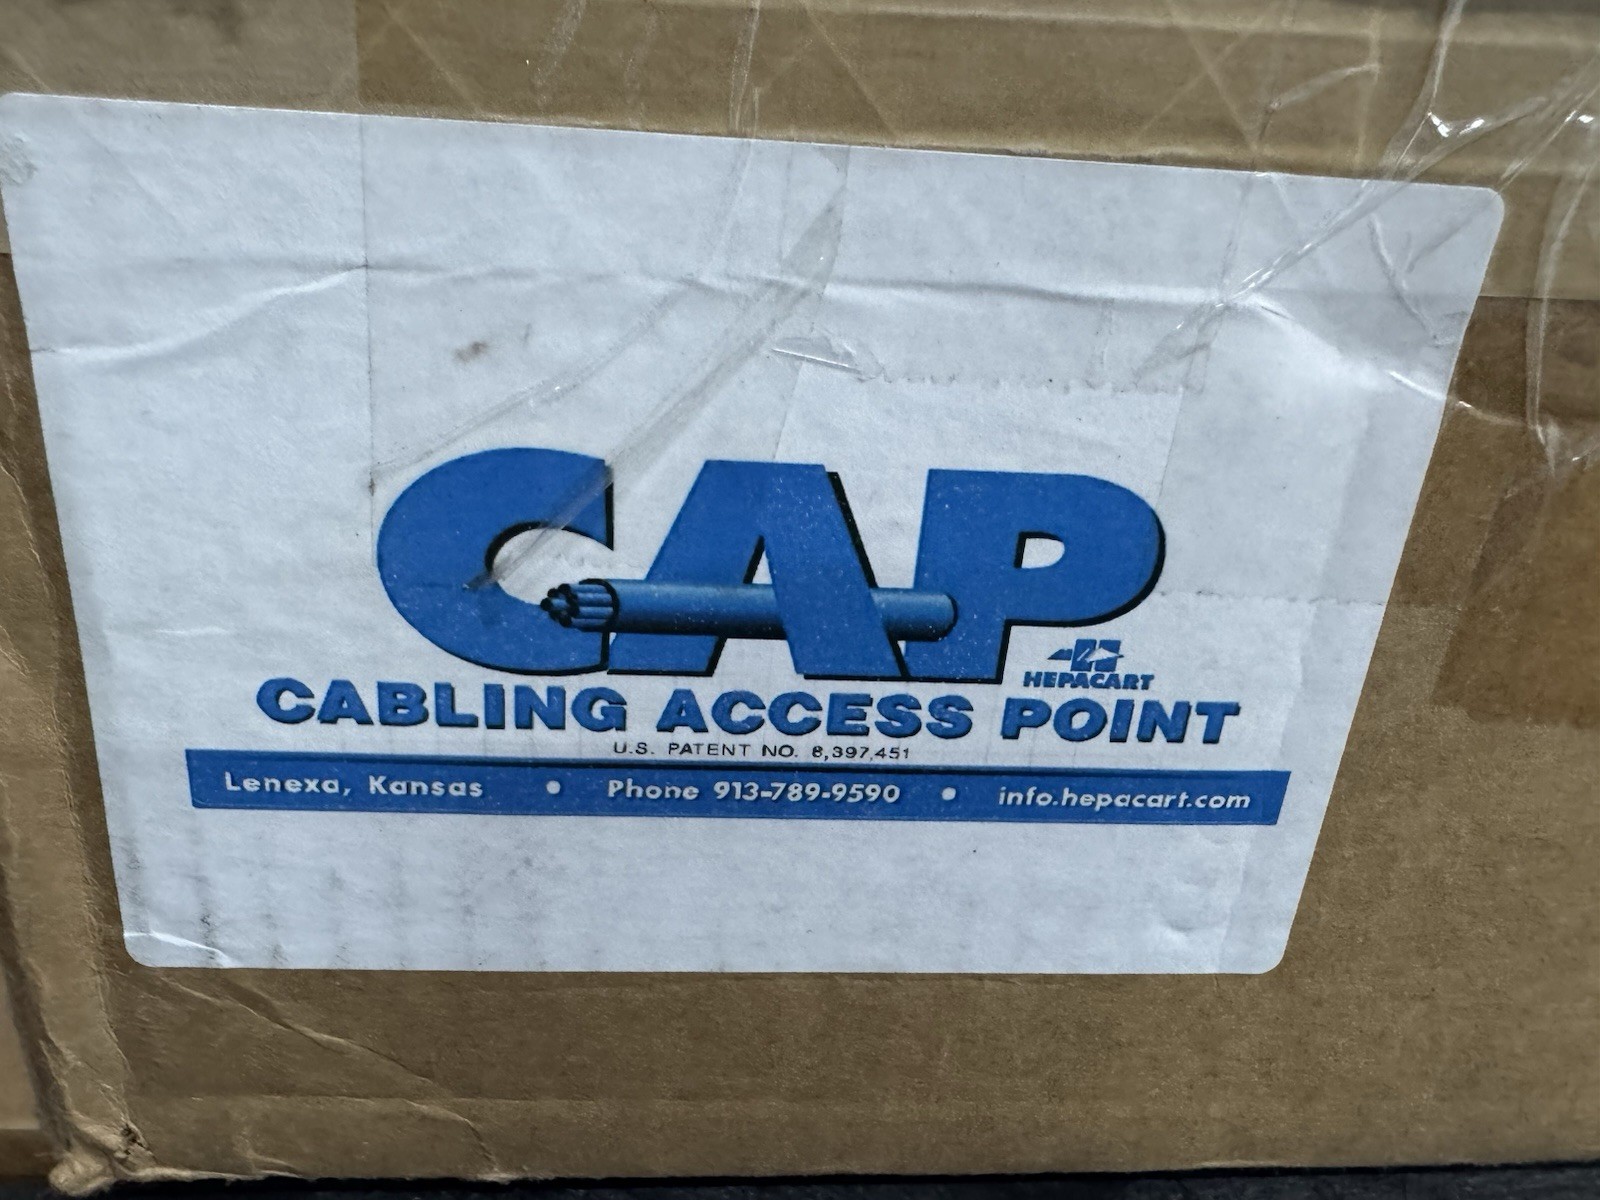 CAP
HEPACART
CABLING ACCESS POINT
U.S. PATENT NO. 8,397,451
Lenexa, Kansas • Phone 913-789-9590 • info.hepacart.com